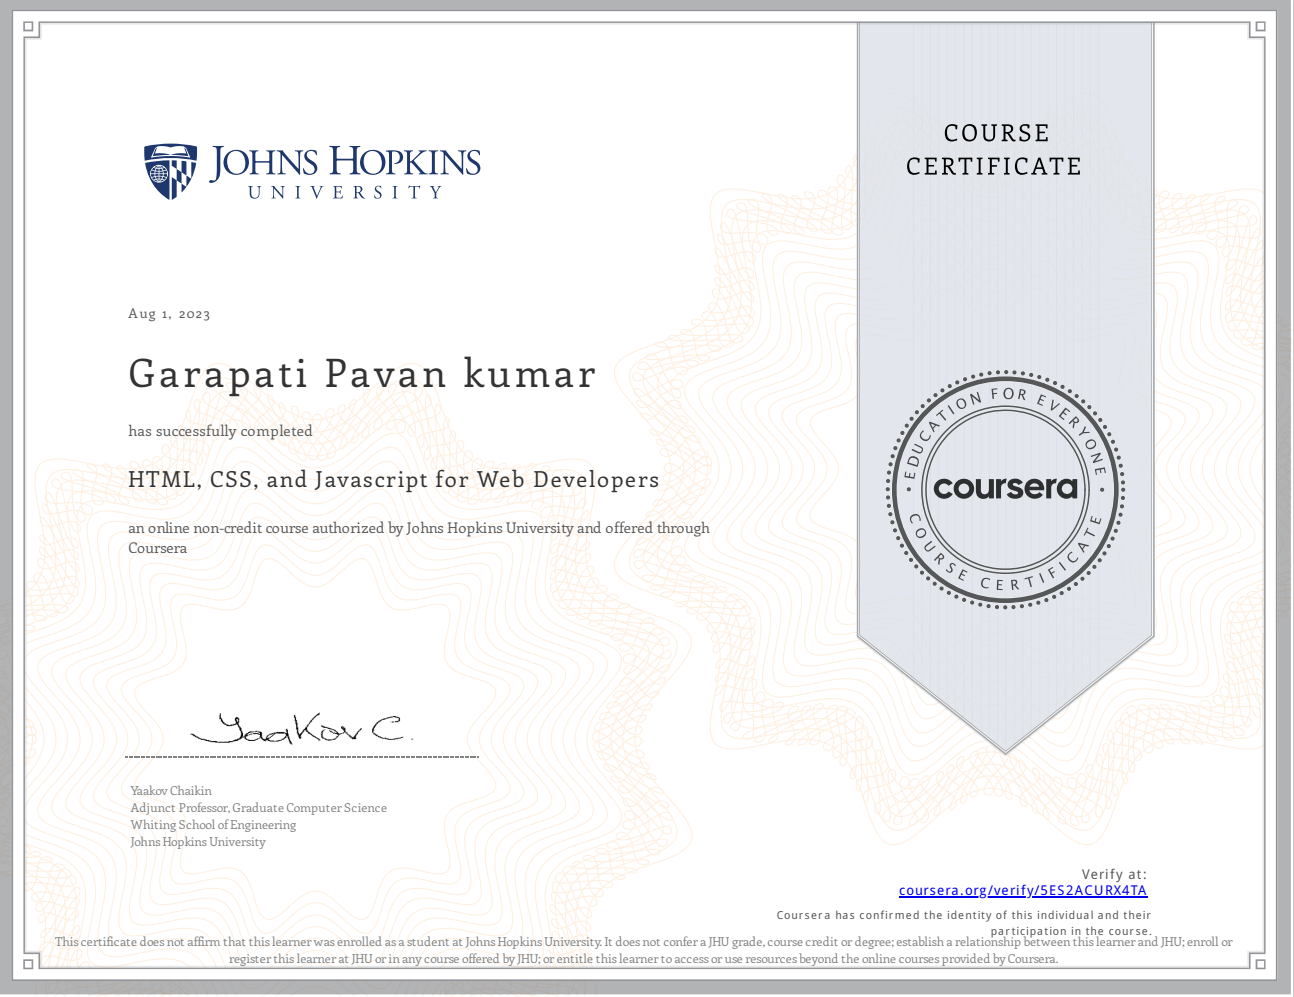 JOHNS HOPKINS
UNIVERSITY
COURSE
CERTIFICATE
Aug 1, 2023
Garapati Pavan kumar
has successfully completed
HTML, CSS, and Javascript for Web Developers
an online non-credit course authorized by Johns Hopkins University and offered through
Coursera
EDUCATION FOR EVERYONE
coursera
COURSE CERTIFICATE
Yaakov C.
Yaakov Chaikin
Adjunct Professor, Graduate Computer Science
Whiting School of Engineering
Johns Hopkins University
Verify at:
coursera.org/verify/5ES2ACURX4TA
Coursera has confirmed the identity of this individual and their
participation in the course.
This certificate does not affirm that this learner was enrolled as a student at Johns Hopkins University. It does not confer a JHU grade, course credit or degree; establish a relationship between this learner and JHU; enroll or
register this learner at JHU or in any course offered by JHU; or entitle this learner to access or use resources beyond the online courses provided by Coursera.